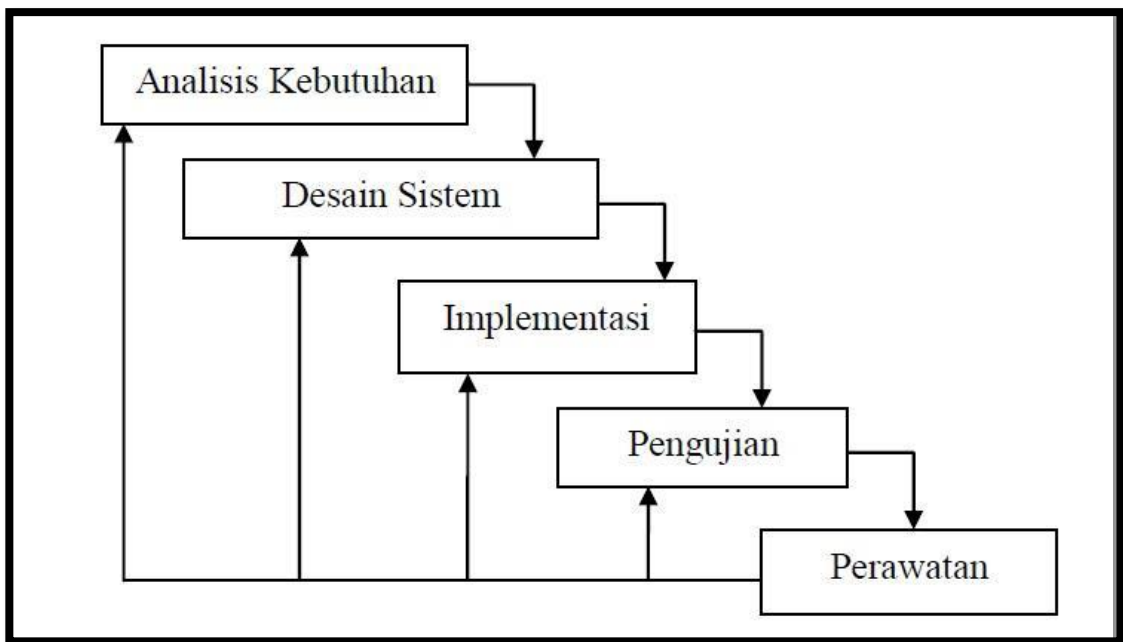 Analisis Kebutuhan
Desain Sistem
Implementasi
Pengujian
Perawatan